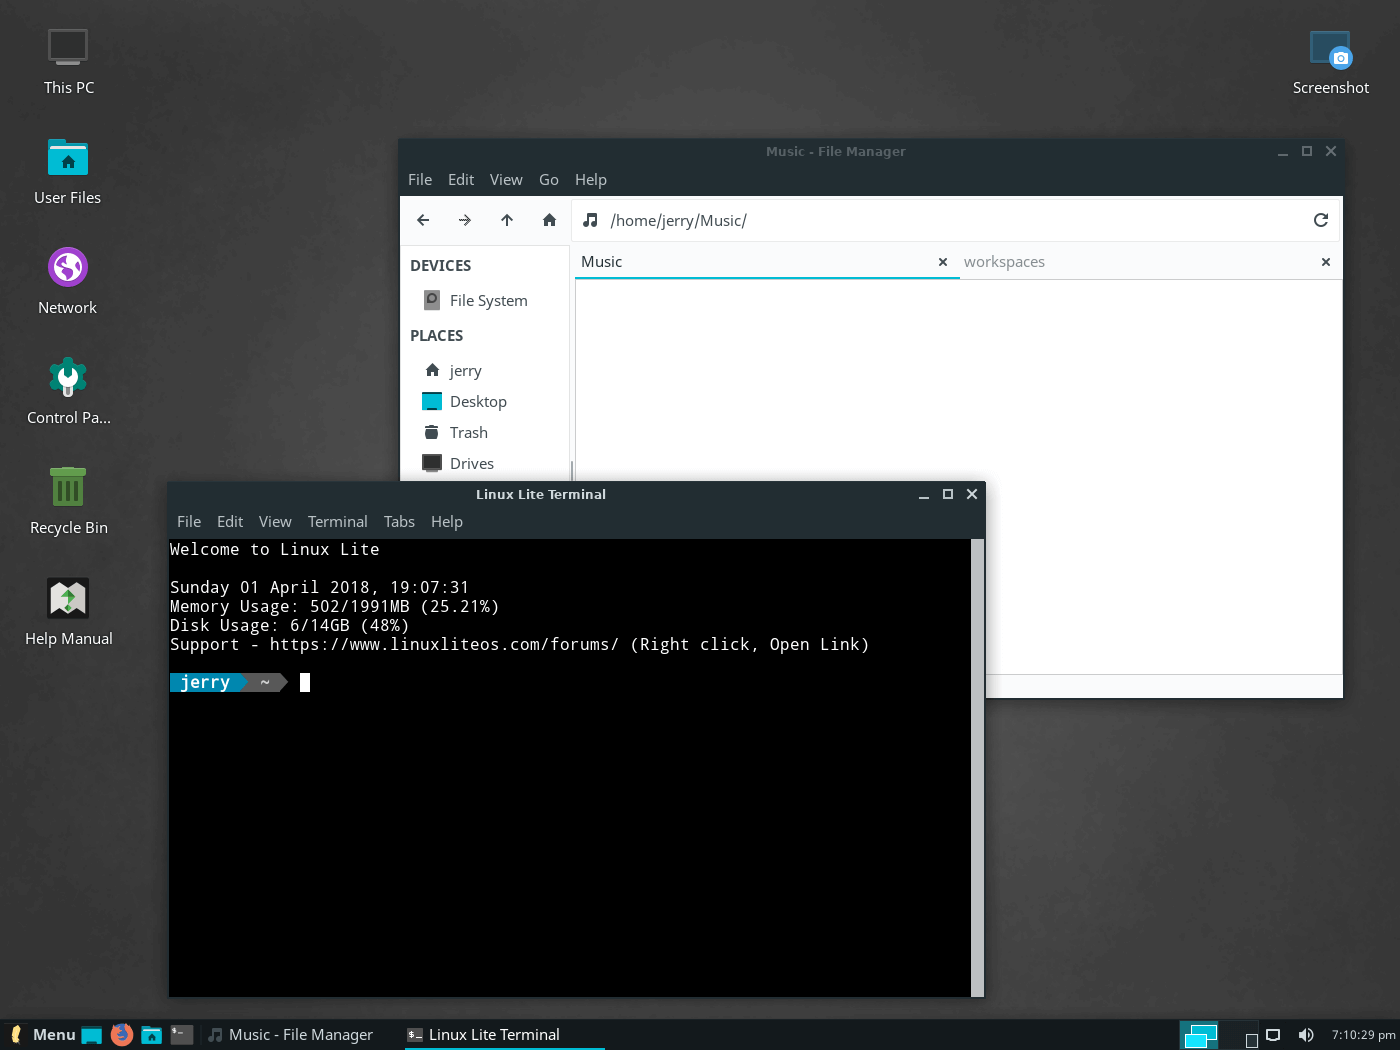 This PC
User Files
Network
Control Pa...
Recycle Bin
Help Manual
Screenshot
Music - File Manager
File Edit View Go Help
/home/jerry/Music/
DEVICES
File System
PLACES
jerry
Desktop
Trash
Drives
Music
workspaces
Linux Lite Terminal
File Edit View Terminal Tabs Help
Welcome to Linux Lite
Sunday 01 April 2018, 19:07:31
Memory Usage: 502/1991MB (25.21%)
Disk Usage: 6/14GB (48%)
Support - https://www.linuxliteos.com/forums/ (Right click, Open Link)
jerry ~
Menu Music - File Manager Linux Lite Terminal 7:10:29 pm